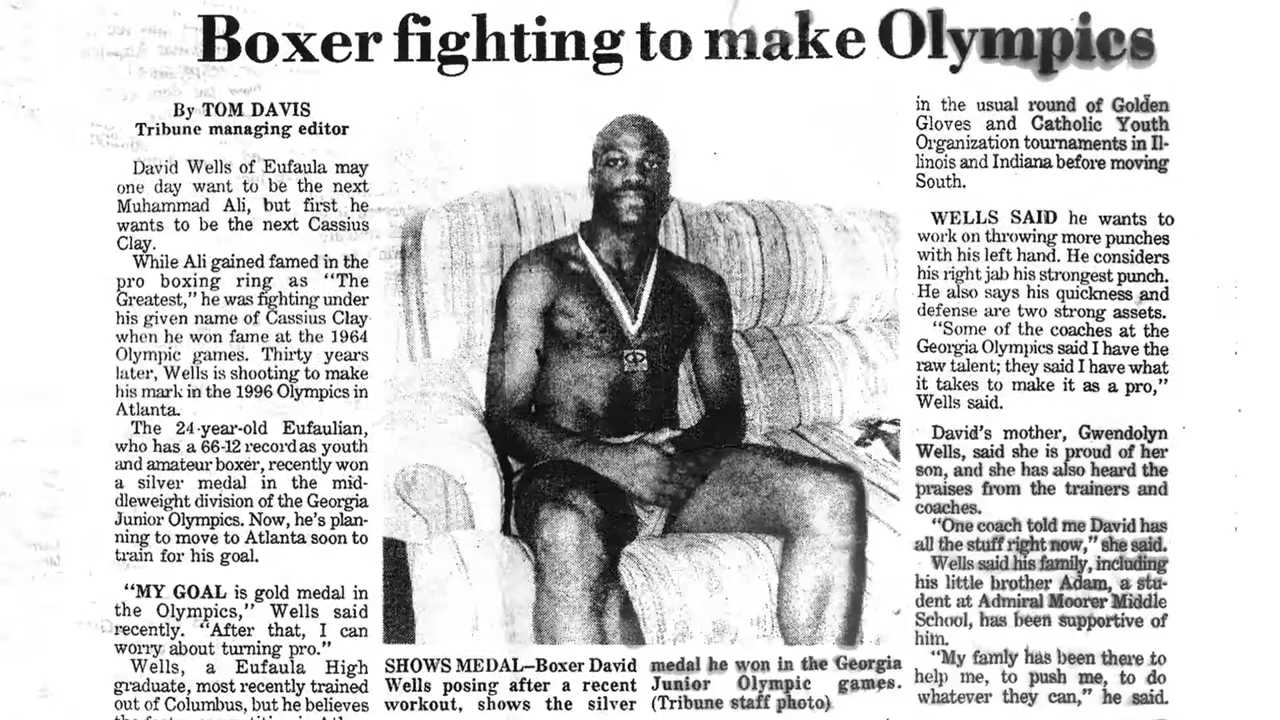 Boxer fighting to make Olympics
By TOM DAVIS
Tribune managing editor
David Wells of Eufaula may
one day want to be the next
Muhammad Ali, but first he
wants to be the next Cassius
Clay.
While Ali gained famed in the
pro boxing ring as "The
Greatest," he was fighting under
his given name of Cassius Clay
when he won fame at the 1964
Olympic games. Thirty years
later, Wells is shooting to make
his mark in the 1996 Olympics in
Atlanta.
The 24-year-old Eufaulian,
who has a 66-12 record as youth
and amateur boxer, recently won
a silver medal in the mid-
dleweight division of the Georgia
Junior Olympics. Now, he's plan-
ning to move to Atlanta soon to
train for his goal.
"MY GOAL is gold medal in
the Olympics," Wells said
recently. "After that, I can
worry about turning pro."
Wells, a Eufaula High
graduate, most recently trained
out of Columbus, but he believes
SHOWS MEDAL—Boxer David
Wells posing after a recent
workout, shows the silver
medal he won in the Georgia
Junior Olympic games.
(Tribune staff photo)
in the usual round of Golden
Gloves and Catholic Youth
Organization tournaments in Il-
linois and Indiana before moving
South.
WELLS SAID he wants to
work on throwing more punches
with his left hand. He considers
his right jab his strongest punch.
He also says his quickness and
defense are two strong assets.
"Some of the coaches at the
Georgia Olympics said I have the
raw talent; they said I have what
it takes to make it as a pro,"
Wells said.
David's mother, Gwendolyn
Wells, said she is proud of her
son, and she has also heard the
praises from the trainers and
coaches.
"One coach told me David has
all the stuff right now," she said.
Wells said his family, including
his little brother Adam, a stu-
dent at Admiral Moorer Middle
School, has been supportive of
him.
"My famly has been there to
help me, to push me, to do
whatever they can," he said.